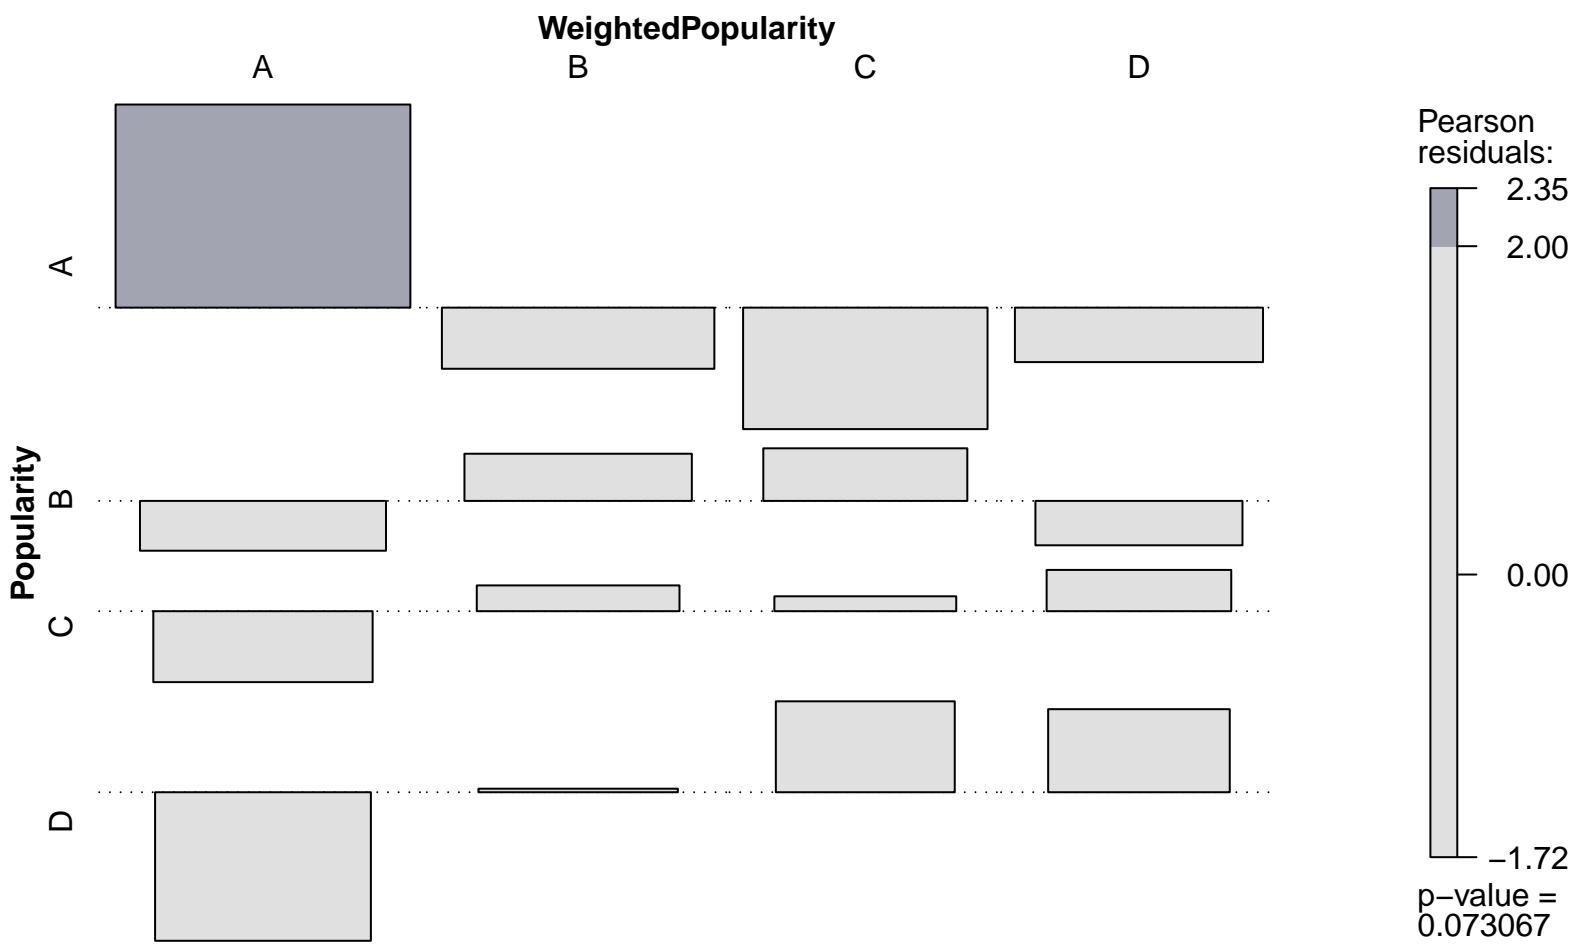 WeightedPopularity
A B C D
Popularity
A
B
C
D
Pearson
residuals:
2.35
2.00
0.00
−1.72
p−value =
0.073067